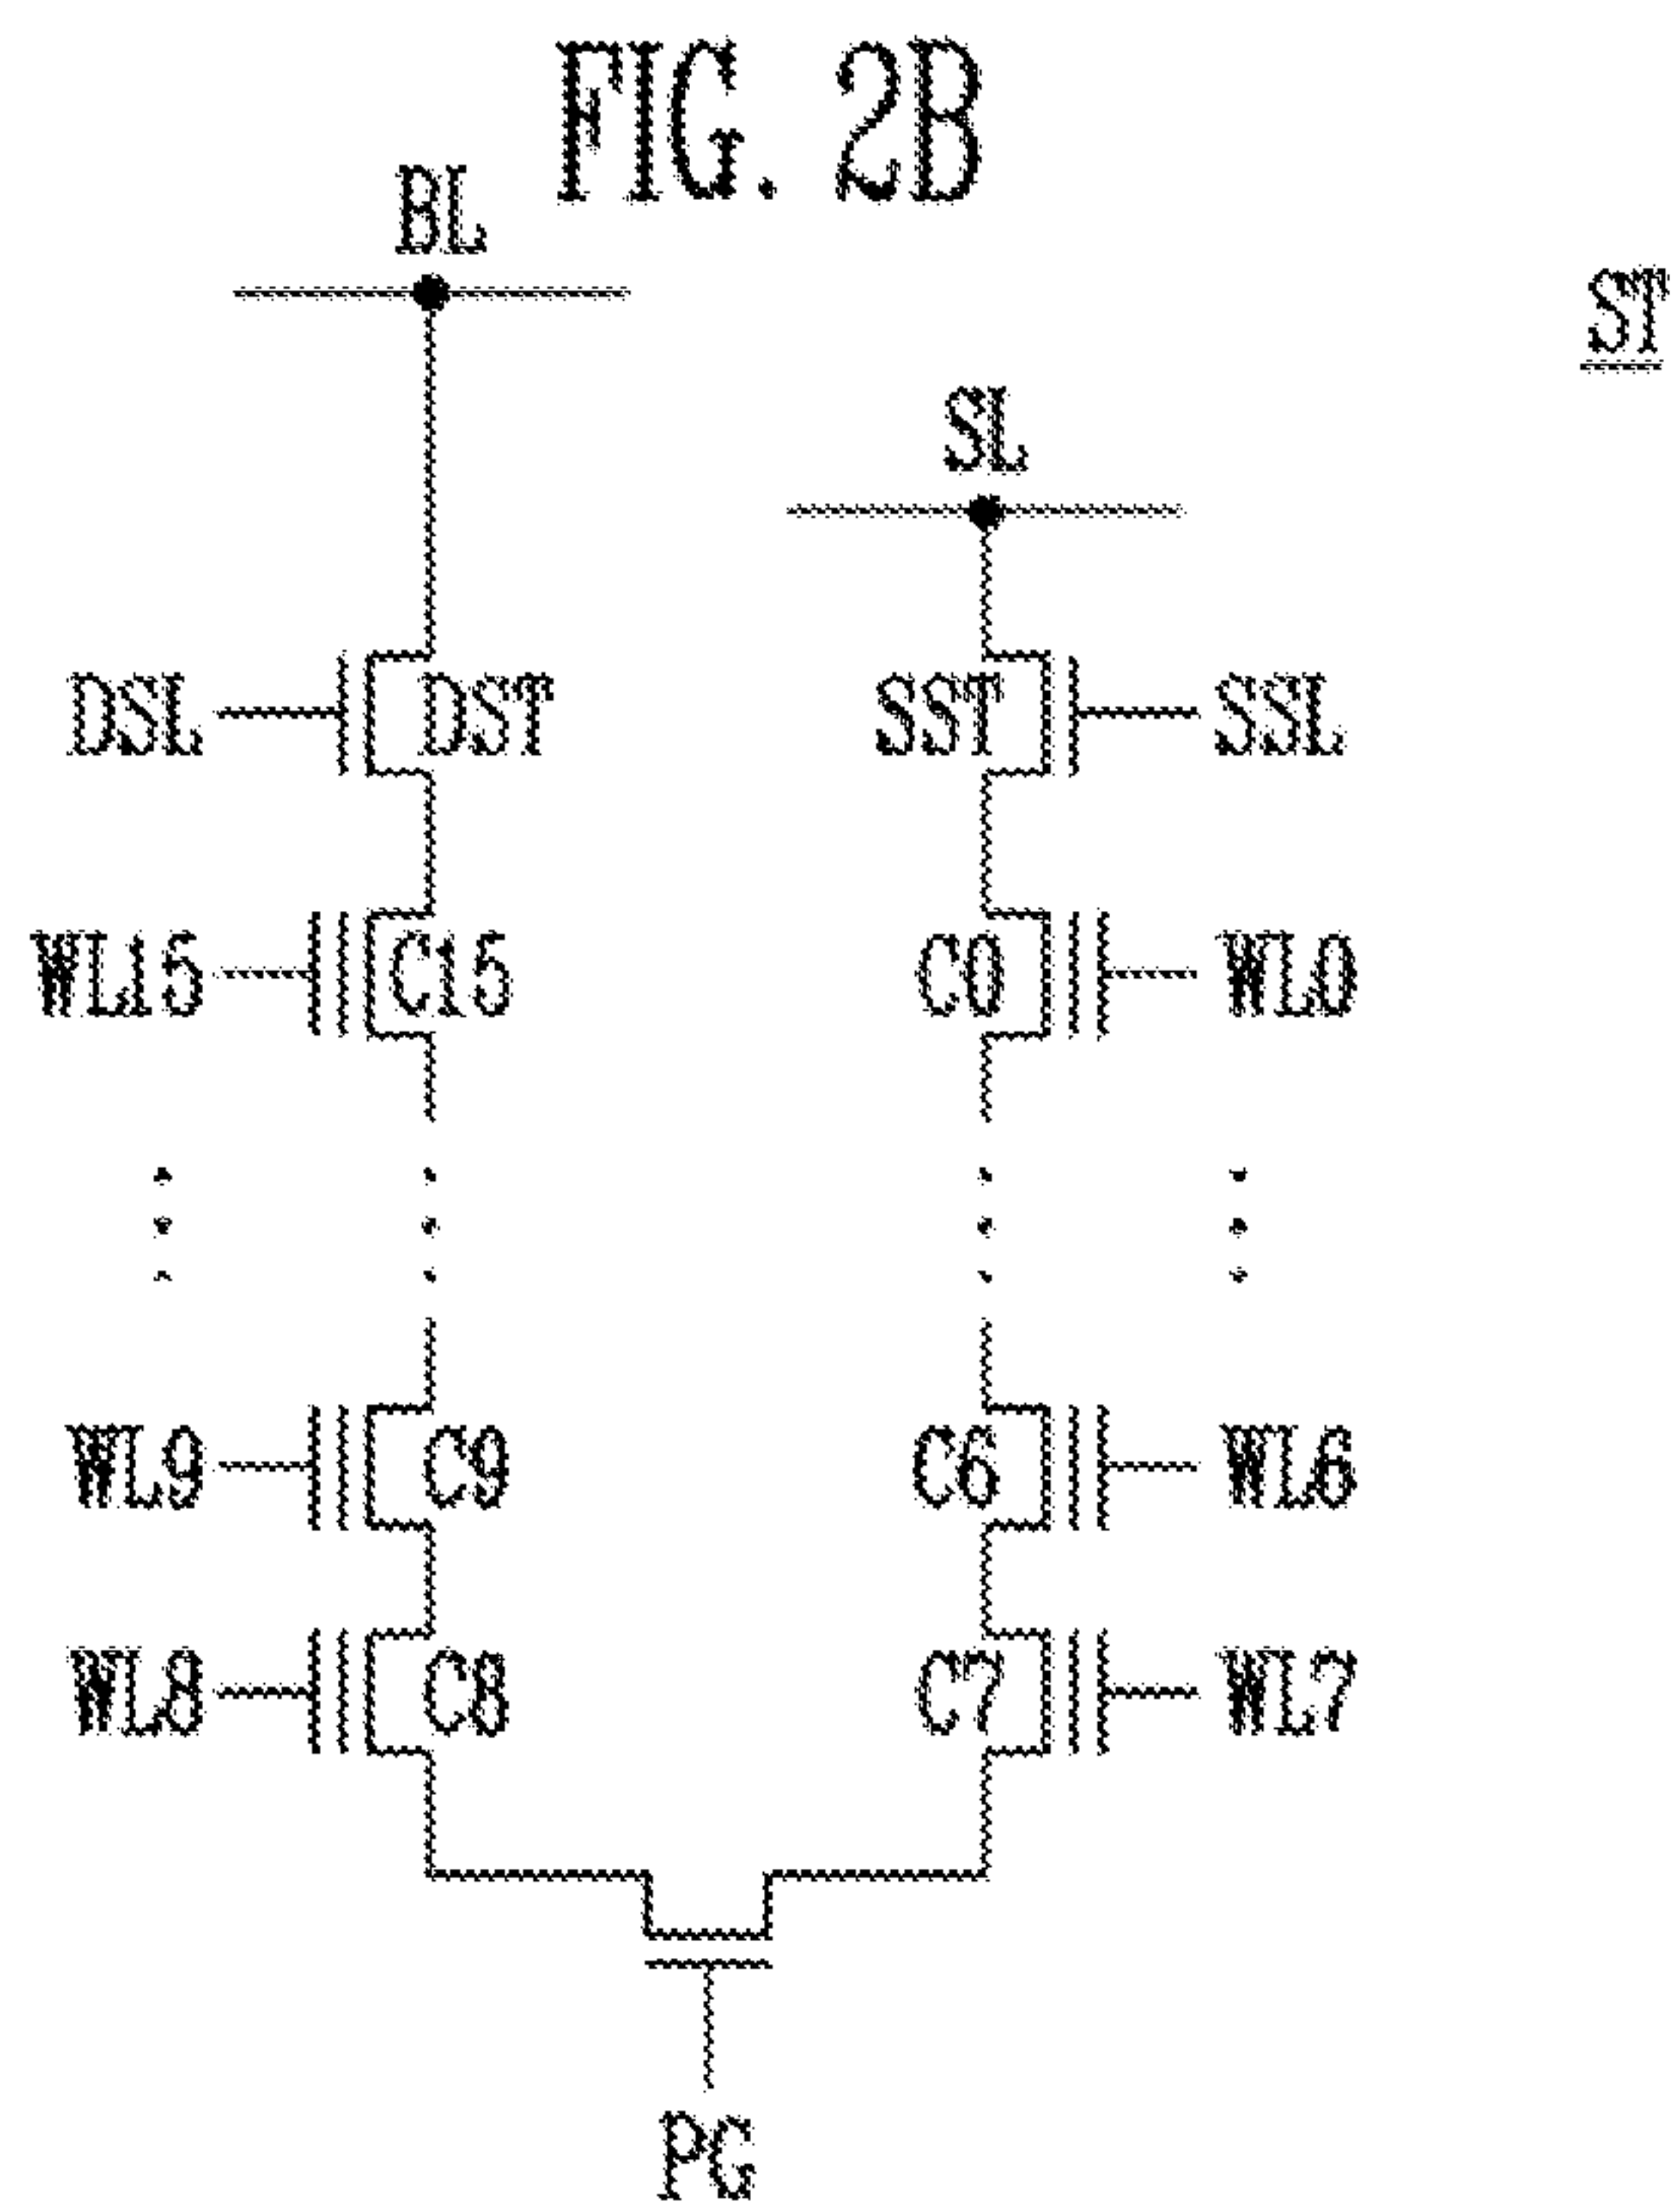 FIG. 2B
BL
ST
SL
DSL DST SST SSL
WL15 C15 C0 WL0
WL9 C9 C6 WL6
WL8 C8 C7 WL7
PG